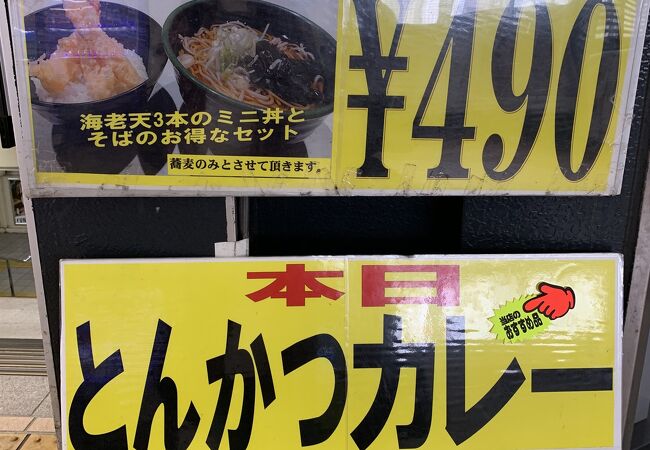 ¥490
海老天3本のミニ丼と
そばのお得なセット
蕎麦のみとさせて頂きます。
本日
当店の
おすすめ品
とんかつカレー